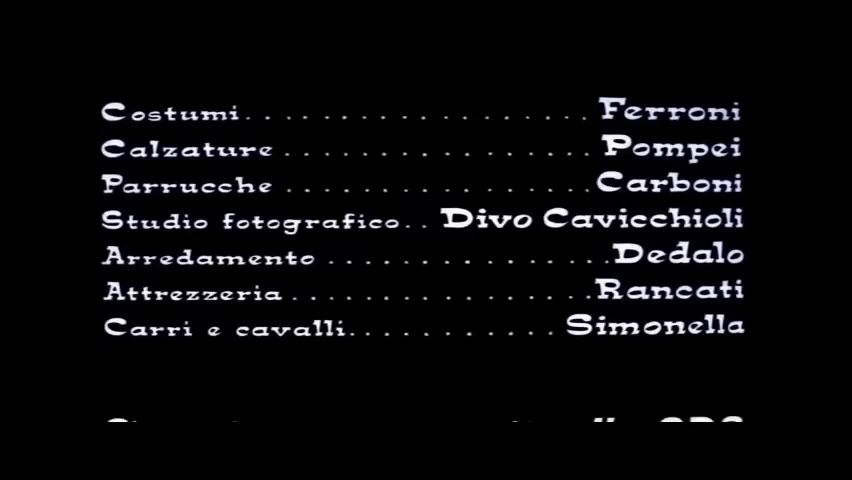 Costumi. . . . . . . . . . . . . . . . . . Ferroni
Calzature . . . . . . . . . . . . . . . . Pompei
Parrucche . . . . . . . . . . . . . . . . Carboni
Studio fotografico. . Divo Cavicchioli
Arredamento . . . . . . . . . . . . . . . Dedalo
Attrezzeria . . . . . . . . . . . . . . . . Rancati
Carri e cavalli. . . . . . . . . . . . Simonella